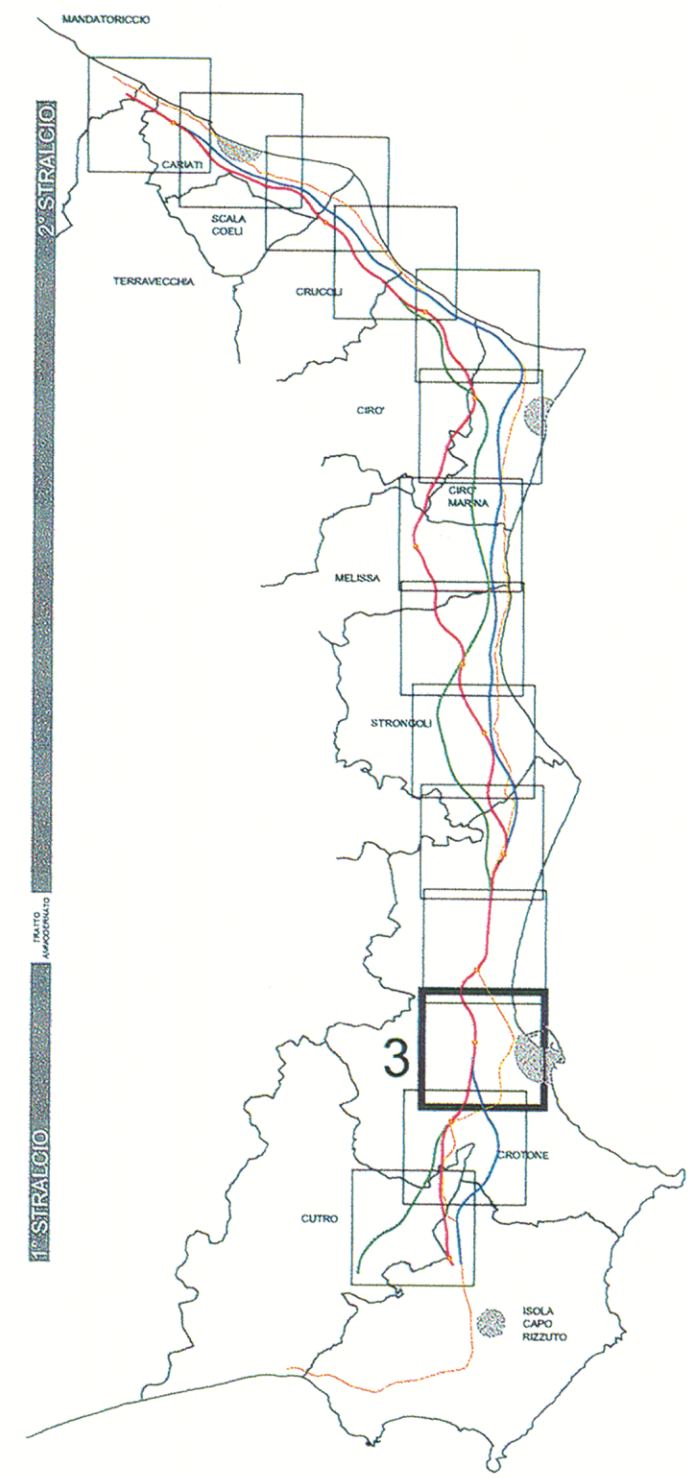 MANDATORICCIO
2° STRALCIO
CARIATI
SCALA
COELI
TERRAVECCHIA
CRUCOLI
CIRO'
CIRO'
MARINA
MELISSA
STRONGOLI
TRATTO
AMMODERNATO
3
1° STRALCIO
CROTONE
CUTRO
ISOLA
CAPO
RIZZUTO